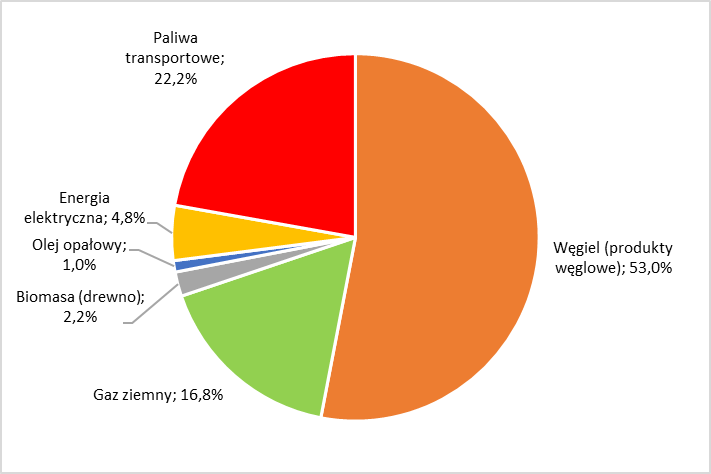 Paliwa
transportowe;
22,2%
Energia
elektryczna; 4,8%
Olej opałowy;
1,0%
Biomasa (drewno);
2,2%
Gaz ziemny; 16,8%
Węgiel (produkty
węglowe); 53,0%